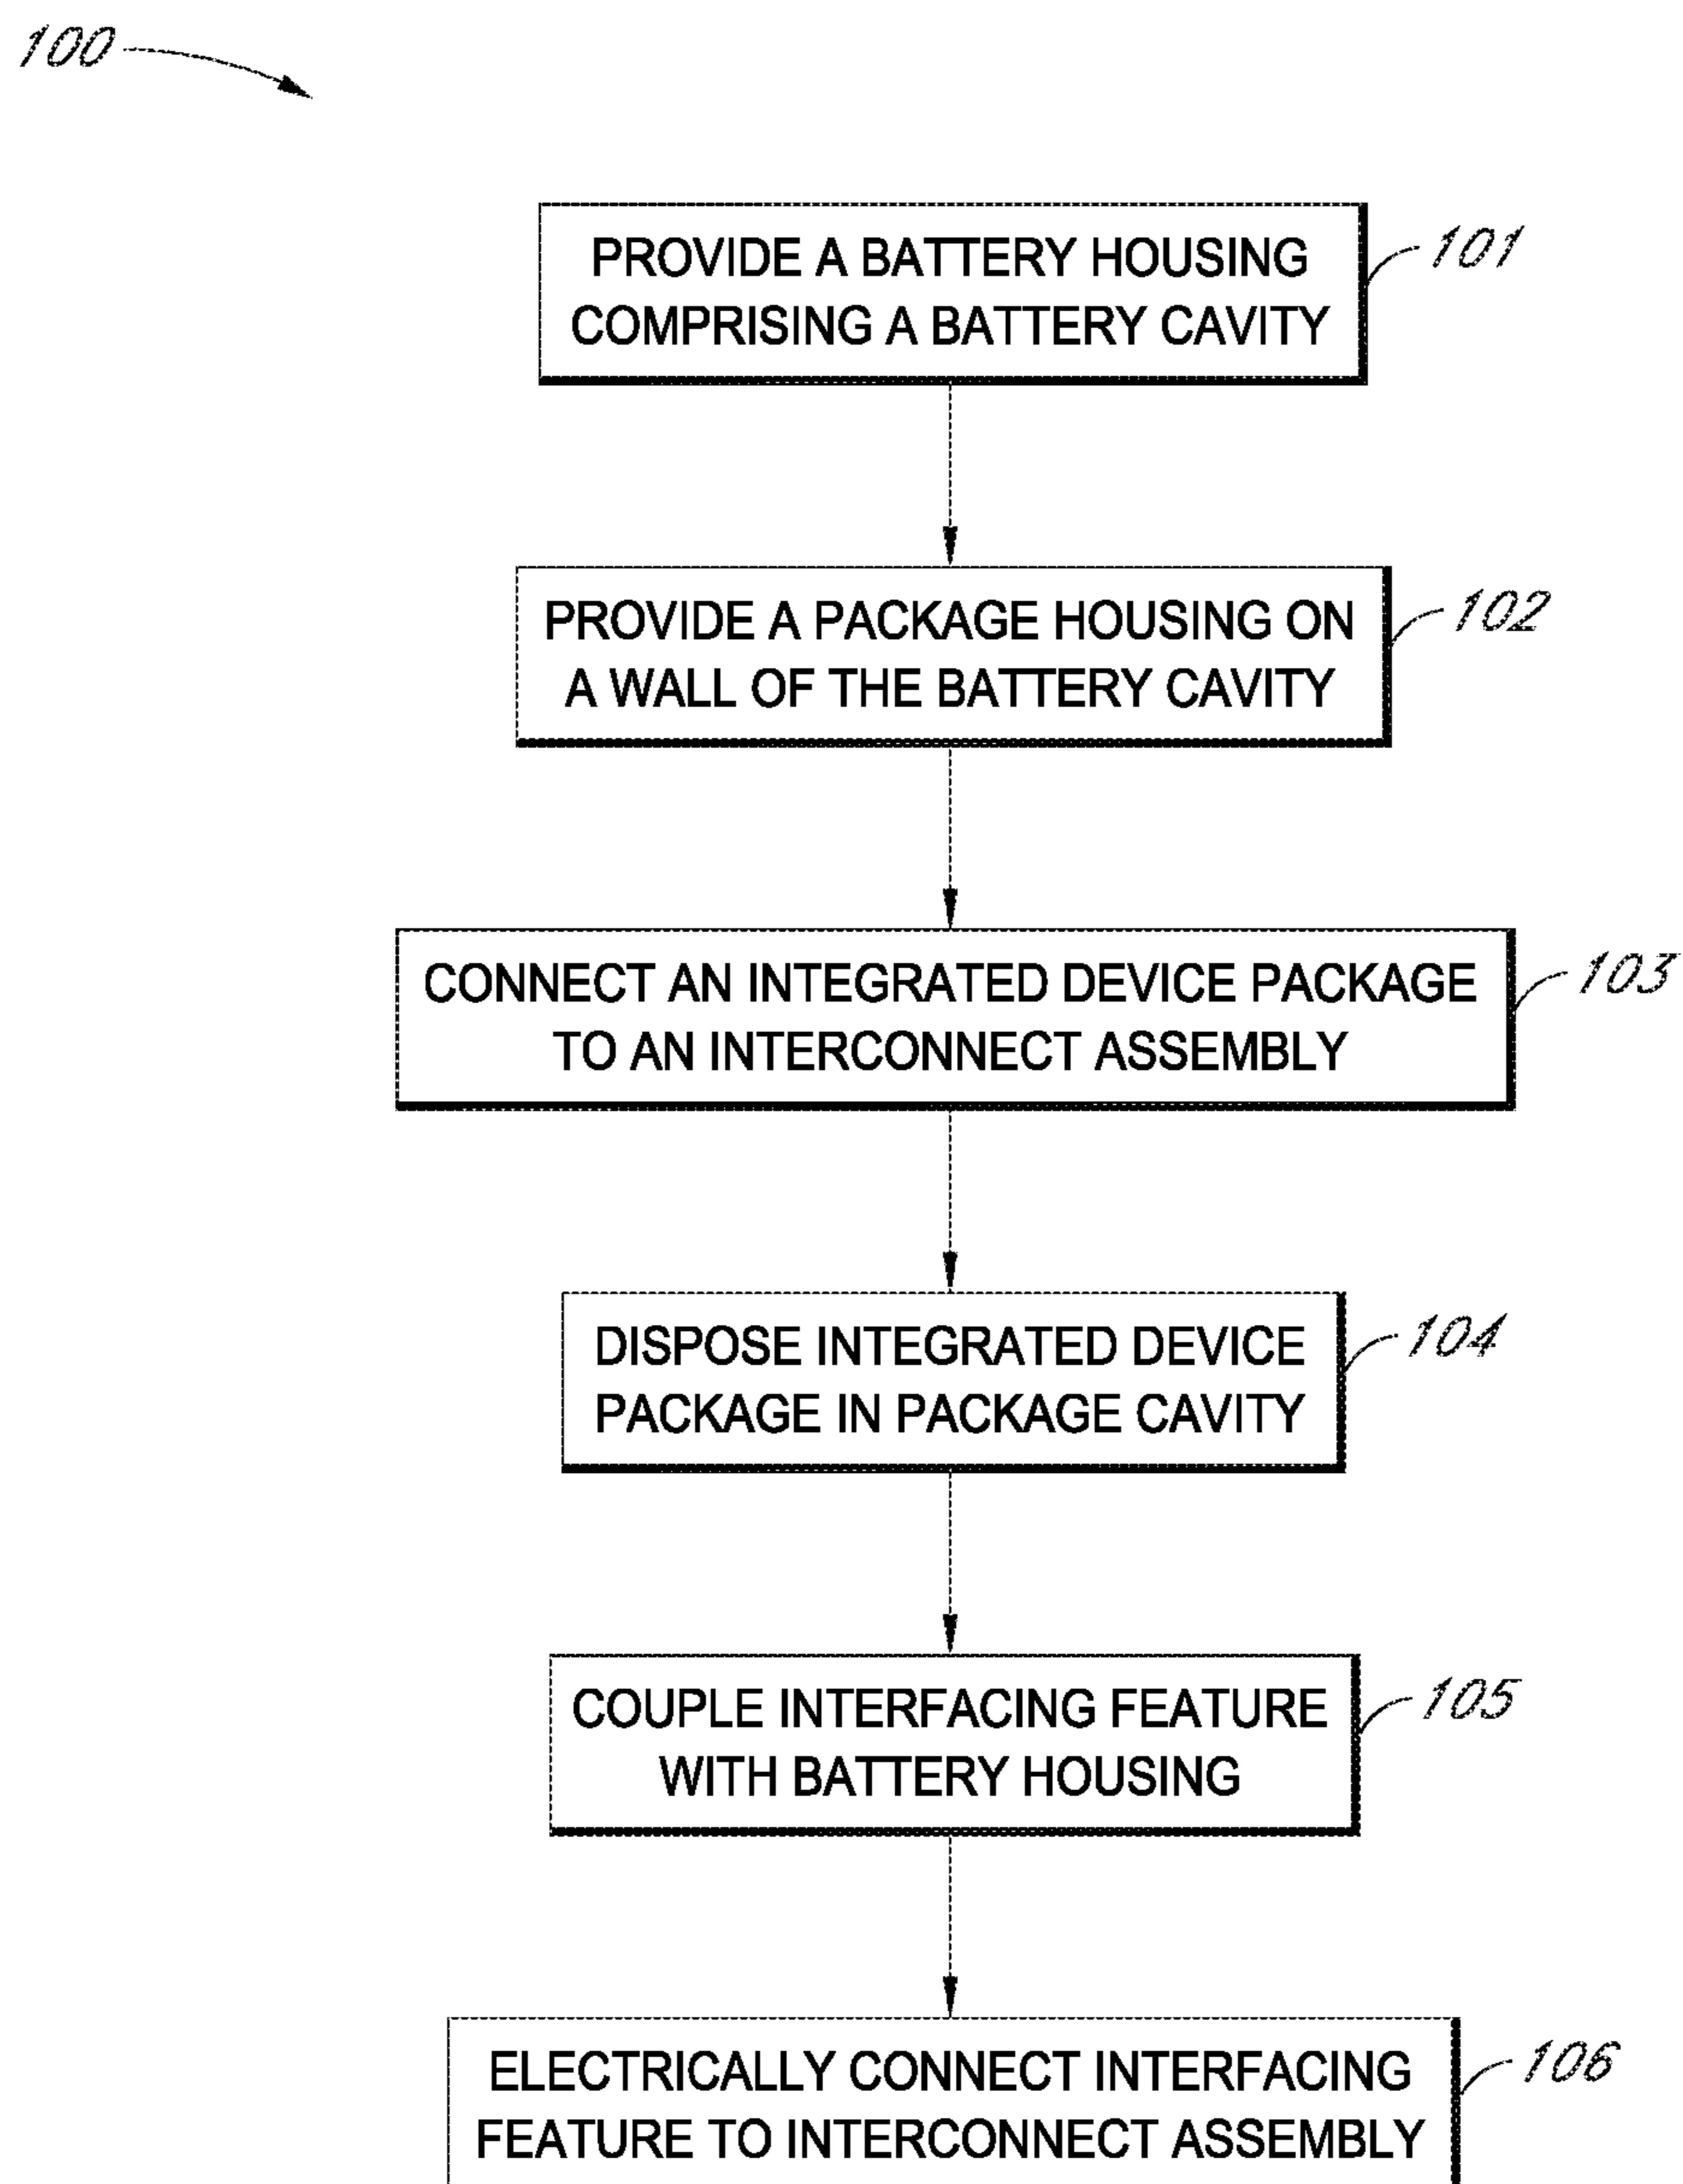 100
PROVIDE A BATTERY HOUSING
COMPRISING A BATTERY CAVITY
101
PROVIDE A PACKAGE HOUSING ON
A WALL OF THE BATTERY CAVITY
102
CONNECT AN INTEGRATED DEVICE PACKAGE
TO AN INTERCONNECT ASSEMBLY
103
DISPOSE INTEGRATED DEVICE
PACKAGE IN PACKAGE CAVITY
104
COUPLE INTERFACING FEATURE
WITH BATTERY HOUSING
105
ELECTRICALLY CONNECT INTERFACING
FEATURE TO INTERCONNECT ASSEMBLY
106